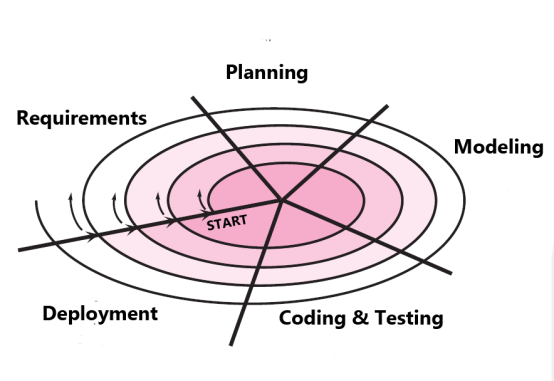 Planning
Requirements
Modeling
START
Deployment
Coding & Testing